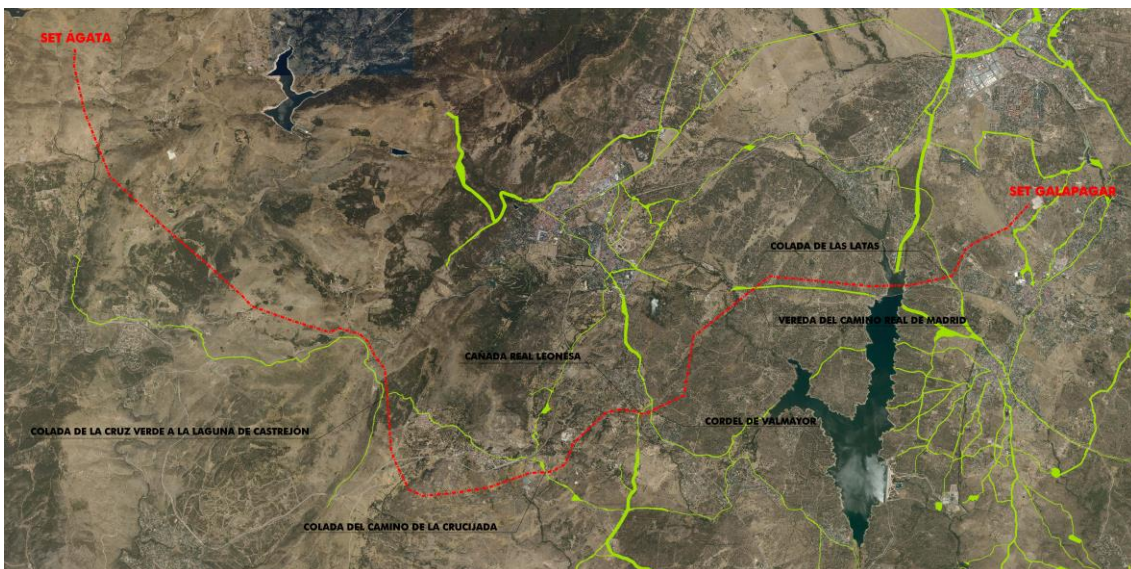 SET ÁGATA
SET GALAPAGAR
COLADA DE LAS LATAS
VEREDA DEL CAMINO REAL DE MADRID
CAÑADA REAL LEONESA
CORDEL DE VALMAYOR
COLADA DE LA CRUZ VERDE A LA LAGUNA DE CASTREJÓN
COLADA DEL CAMINO DE LA CRUCIJADA